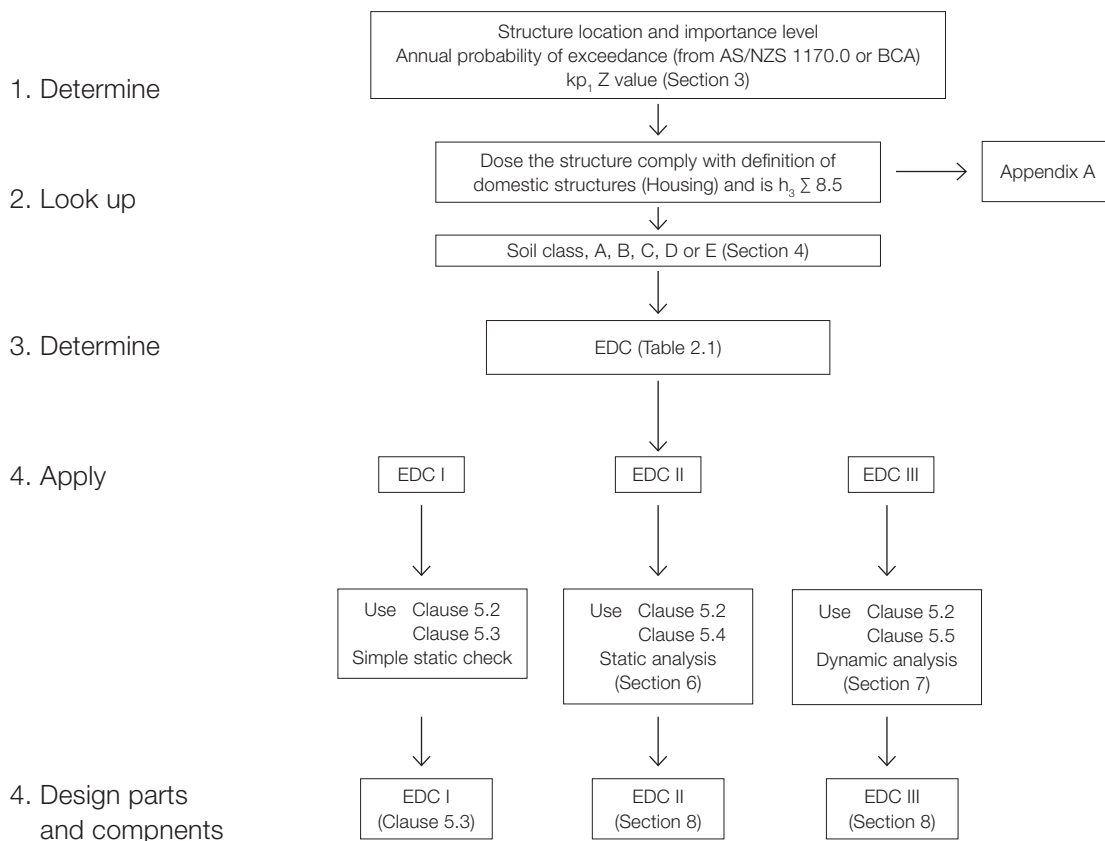 Structure location and importance level
Annual probability of exceedance (from AS/NZS 1170.0 or BCA)
kp₁ Z value (Section 3)
1. Determine
Dose the structure comply with definition of
domestic structures (Housing) and is h₃ ∑ 8.5
Appendix A
2. Look up
Soil class, A, B, C, D or E (Section 4)
3. Determine
EDC (Table 2.1)
4. Apply
EDC I
EDC II
EDC III
Use Clause 5.2
Clause 5.3
Simple static check
Use Clause 5.2
Clause 5.4
Static analysis
(Section 6)
Use Clause 5.2
Clause 5.5
Dynamic analysis
(Section 7)
4. Design parts
and compnents
EDC I
(Clause 5.3)
EDC II
(Section 8)
EDC III
(Section 8)